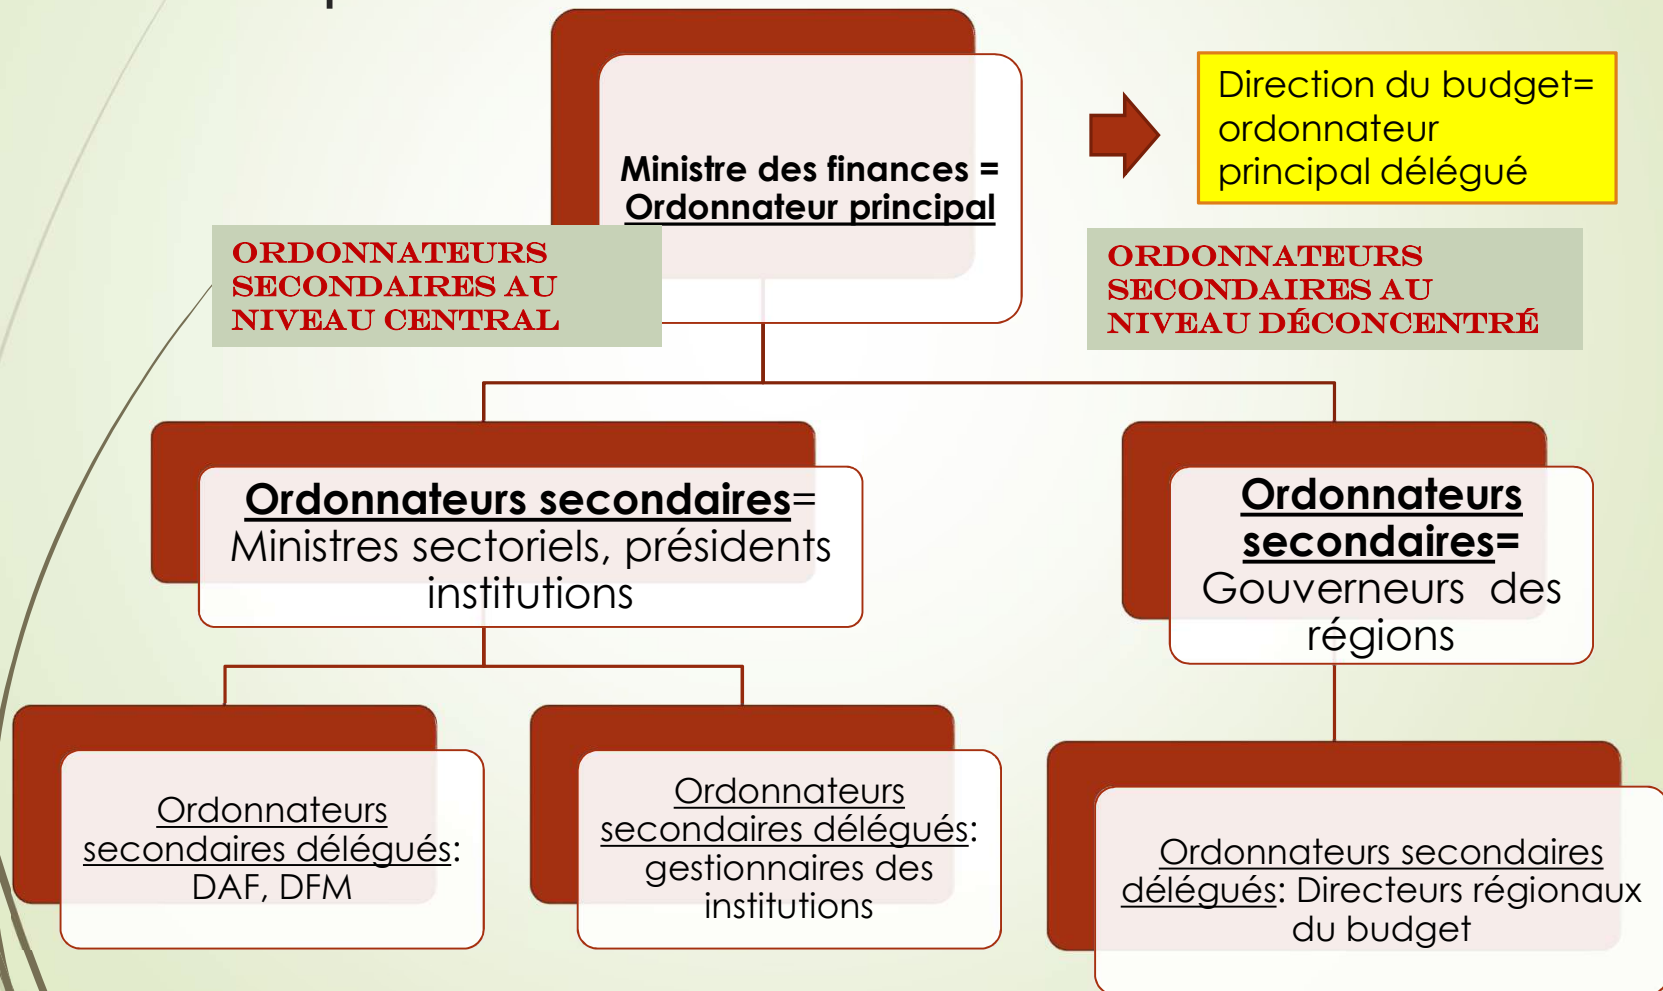 Ministre des finances =
Ordonnateur principal
Direction du budget=
ordonnateur
principal délégué
ORDONNATEURS
SECONDAIRES AU
NIVEAU CENTRAL
ORDONNATEURS
SECONDAIRES AU
NIVEAU DÉCONCENTRÉ
Ordonnateurs secondaires=
Ministres sectoriels, présidents
institutions
Ordonnateurs
secondaires=
Gouverneurs des
régions
Ordonnateurs
secondaires délégués:
DAF, DFM
Ordonnateurs
secondaires délégués:
gestionnaires des
institutions
Ordonnateurs secondaires
délégués: Directeurs régionaux
du budget